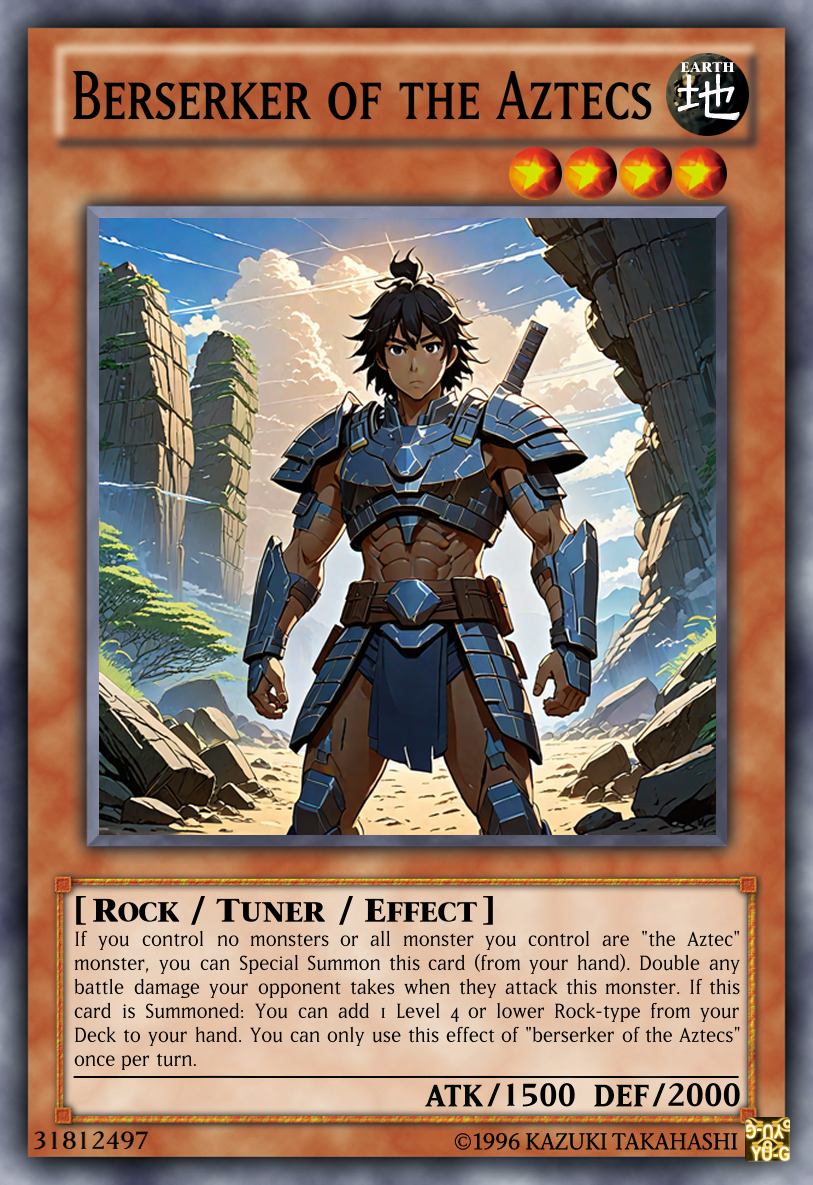 Berserker of the Aztecs
EARTH
地
[ Rock / Tuner / Effect ]
If you control no monsters or all monster you control are "the Aztec"
monster, you can Special Summon this card (from your hand). Double any
battle damage your opponent takes when they attack this monster. If this
card is Summoned: You can add 1 Level 4 or lower Rock-type from your
Deck to your hand. You can only use this effect of "berserker of the Aztecs"
once per turn.
ATK/1500 DEF/2000
31812497
©1996 KAZUKI TAKAHASHI